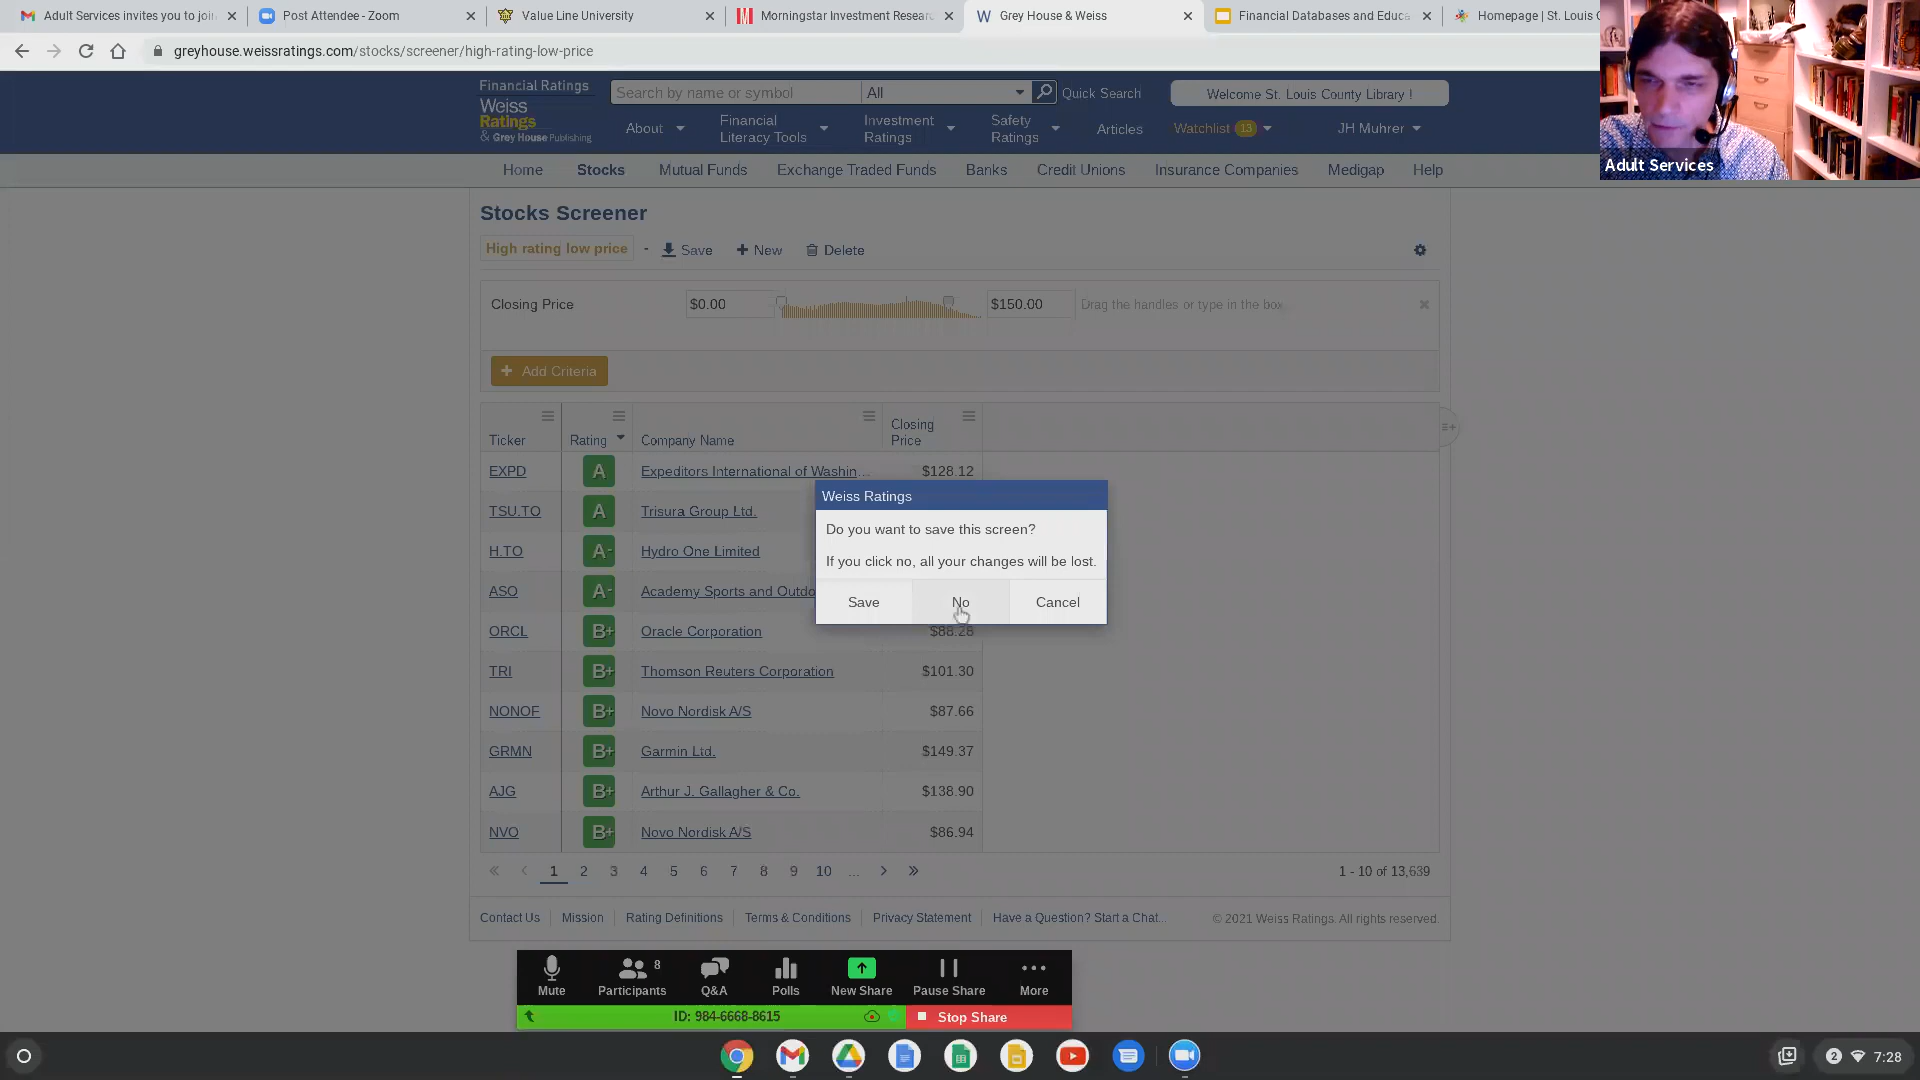 Adult Services invites you to joi
Post Attendee - Zoom
Value Line University
Morningstar Investment Resear
Grey House & Weiss
Financial Databases and Educa
Homepage | St. Louis C
greyhouse.weissratings.com/stocks/screener/high-rating-low-price
Financial Ratings
Weiss
Ratings
& Grey House Publishing
Search by name or symbol
All
Quick Search
Welcome St. Louis County Library !
About
Financial
Literacy Tools
Investment
Ratings
Safety
Ratings
Articles
Watchlist 13
JH Muhrer
Adult Services
Home
Stocks
Mutual Funds
Exchange Traded Funds
Banks
Credit Unions
Insurance Companies
Medigap
Help
Stocks Screener
High rating low price
Save
New
Delete
Closing Price
$0.00
$150.00
Drag the handles or type in the box
Add Criteria
Ticker
Rating
Company Name
Closing
Price
EXPD A Expeditors International of Washin... $128.12
TSU.TO A Trisura Group Ltd.
H.TO A- Hydro One Limited
ASO A- Academy Sports and Outdo
ORCL B+ Oracle Corporation $88.28
TRI B+ Thomson Reuters Corporation $101.30
NONOF B+ Novo Nordisk A/S $87.66
GRMN B+ Garmin Ltd. $149.37
AJG B+ Arthur J. Gallagher & Co. $138.90
NVO B+ Novo Nordisk A/S $86.94
Weiss Ratings
Do you want to save this screen?
If you click no, all your changes will be lost.
Save
No
Cancel
1 2 3 4 5 6 7 8 9 10 ...
1 - 10 of 13,639
Contact Us
Mission
Rating Definitions
Terms & Conditions
Privacy Statement
Have a Question? Start a Chat...
© 2021 Weiss Ratings. All rights reserved.
Mute
Participants 8
Q&A
Polls
New Share
Pause Share
More
ID: 984-6668-8615
Stop Share
2
7:28